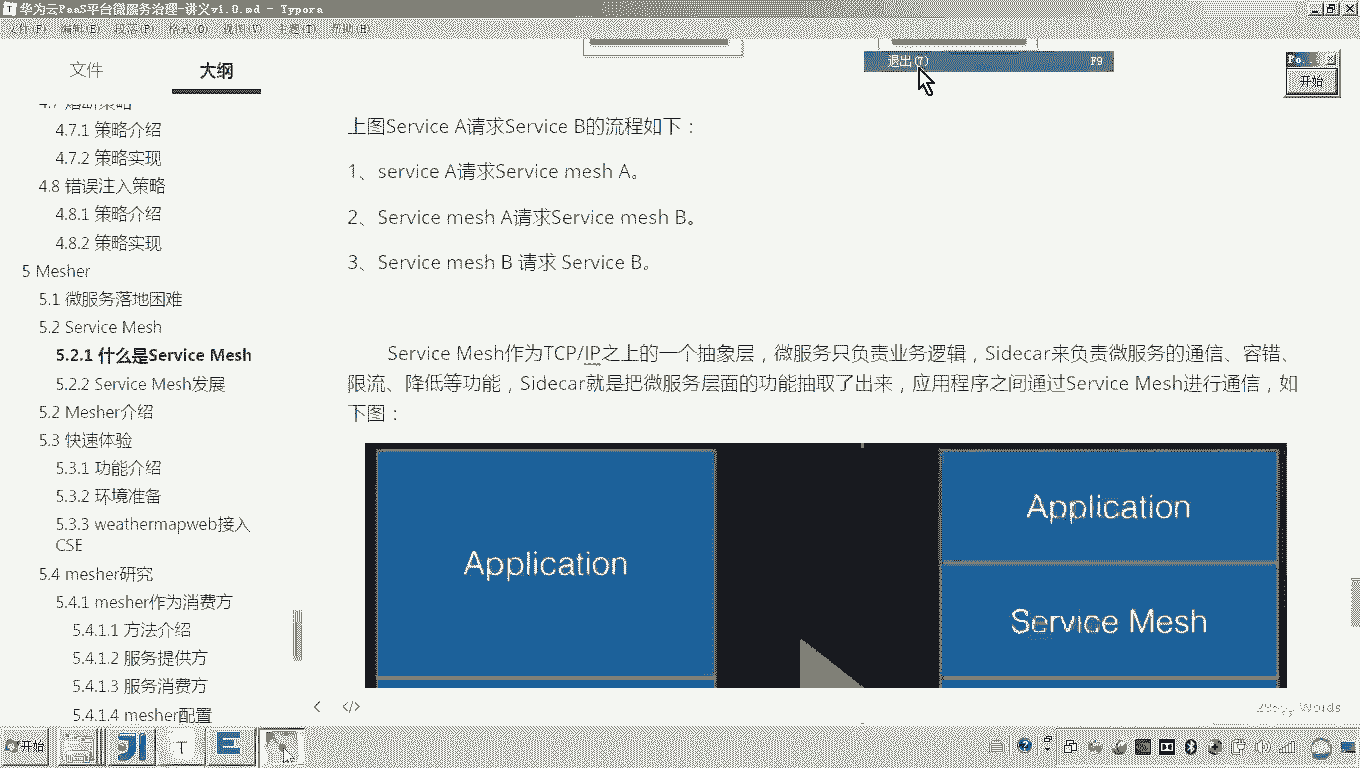 华为云PaaS平台微服务治理-讲义v1.0.md - Typora
文件(F) 编辑(E) 段落(P) 格式(O) 视图(V) 主题(T) 帮助(H)
退出(7) F9
Po..
开始
文件 大纲
4.7 熔断策略
4.7.1 策略介绍
4.7.2 策略实现
4.8 错误注入策略
4.8.1 策略介绍
4.8.2 策略实现
5 Mesher
5.1 微服务落地困难
5.2 Service Mesh
5.2.1 什么是Service Mesh
5.2.2 Service Mesh发展
5.2 Mesher介绍
5.3 快速体验
5.3.1 功能介绍
5.3.2 环境准备
5.3.3 weathermapweb接入
CSE
5.4 mesher研究
5.4.1 mesher作为消费方
5.4.1.1 方法介绍
5.4.1.2 服务提供方
5.4.1.3 服务消费方
5.4.1.4 mesher配置
上图Service A请求Service B的流程如下：
1、service A请求Service mesh A。
2、Service mesh A请求Service mesh B。
3、Service mesh B 请求 Service B。
Service Mesh作为TCP/IP之上的一个抽象层，微服务只负责业务逻辑，Sidecar来负责微服务的通信、容错、
限流、降低等功能，Sidecar就是把微服务层面的功能抽取了出来，应用程序之间通过Service Mesh进行通信，如
下图：
Application
Application
Service Mesh
Words
开始